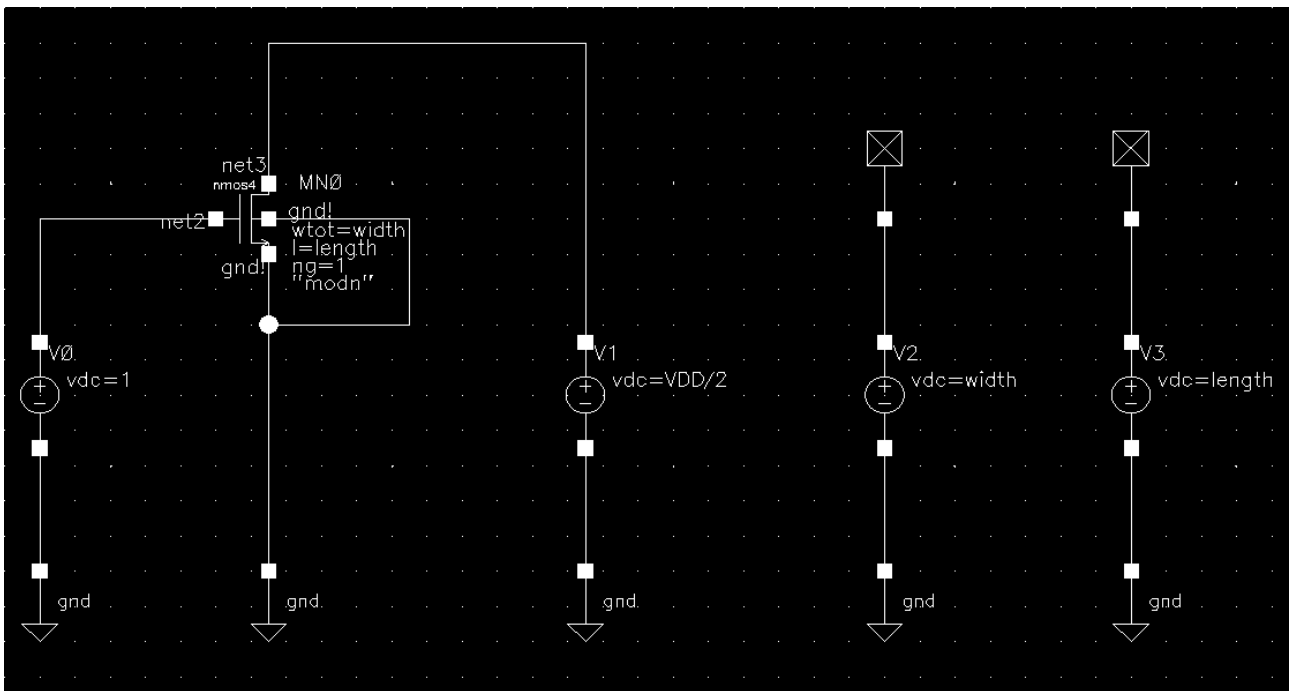 net3
nmos4
MN0
net2
gnd!
wtot=width
l=length
gnd!
ng=1
"modn"
V0
vdc=1
V1
vdc=VDD/2
V2
vdc=width
V3
vdc=length
gnd
gnd
gnd
gnd
gnd